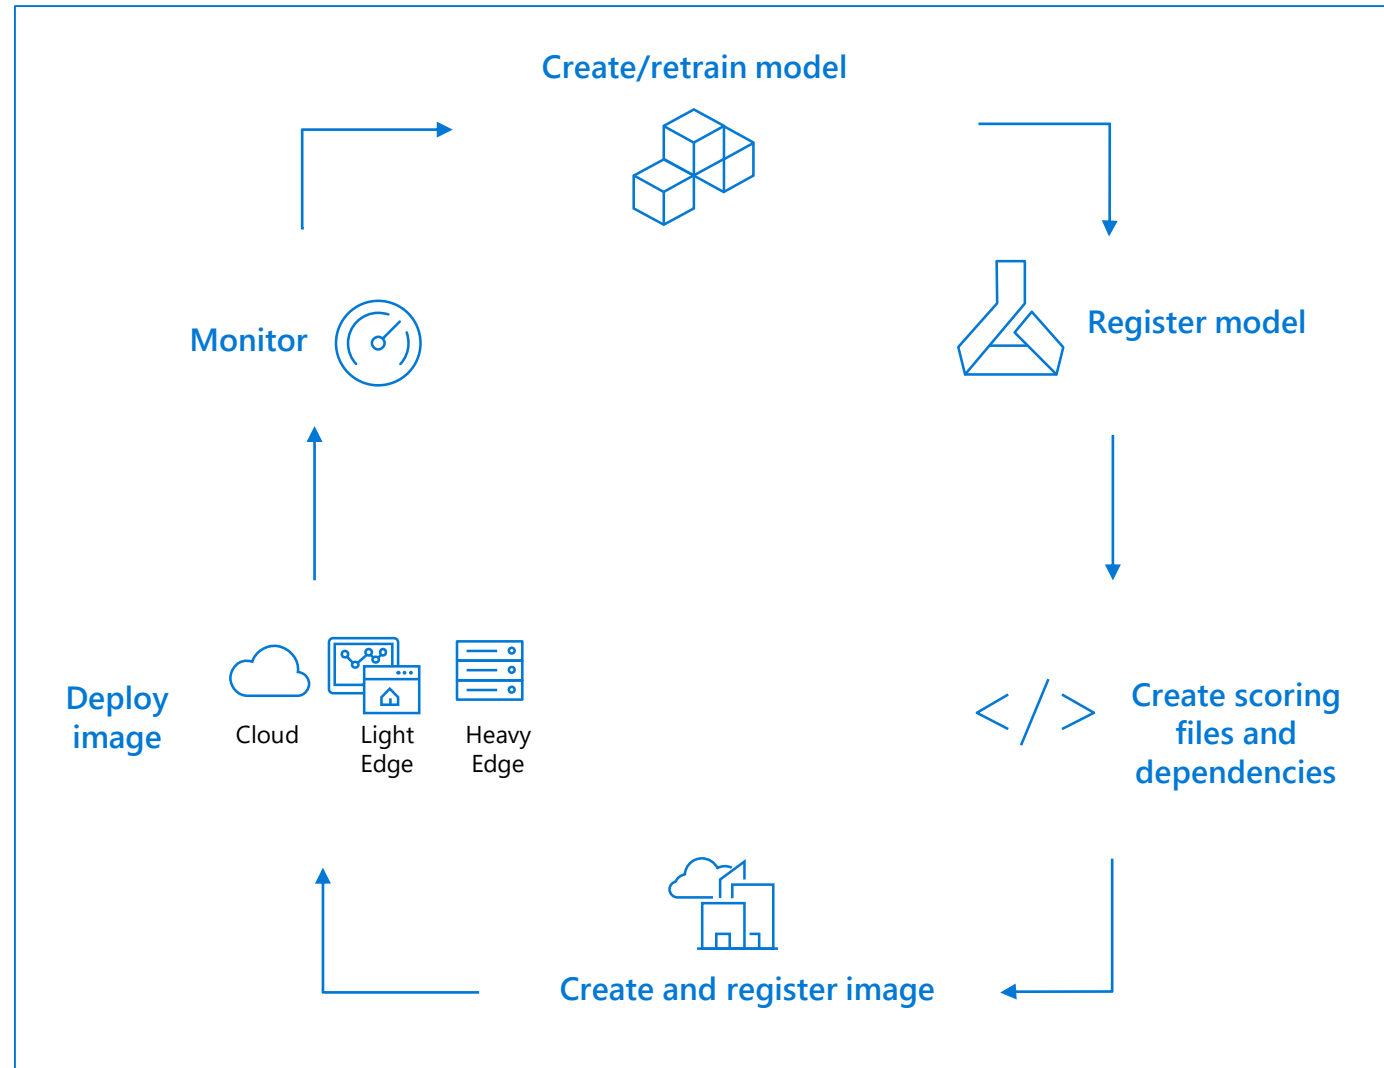 Create/retrain model
Monitor
Register model
Deploy
image
Cloud
Light
Edge
Heavy
Edge
</>
Create scoring
files and
dependencies
Create and register image